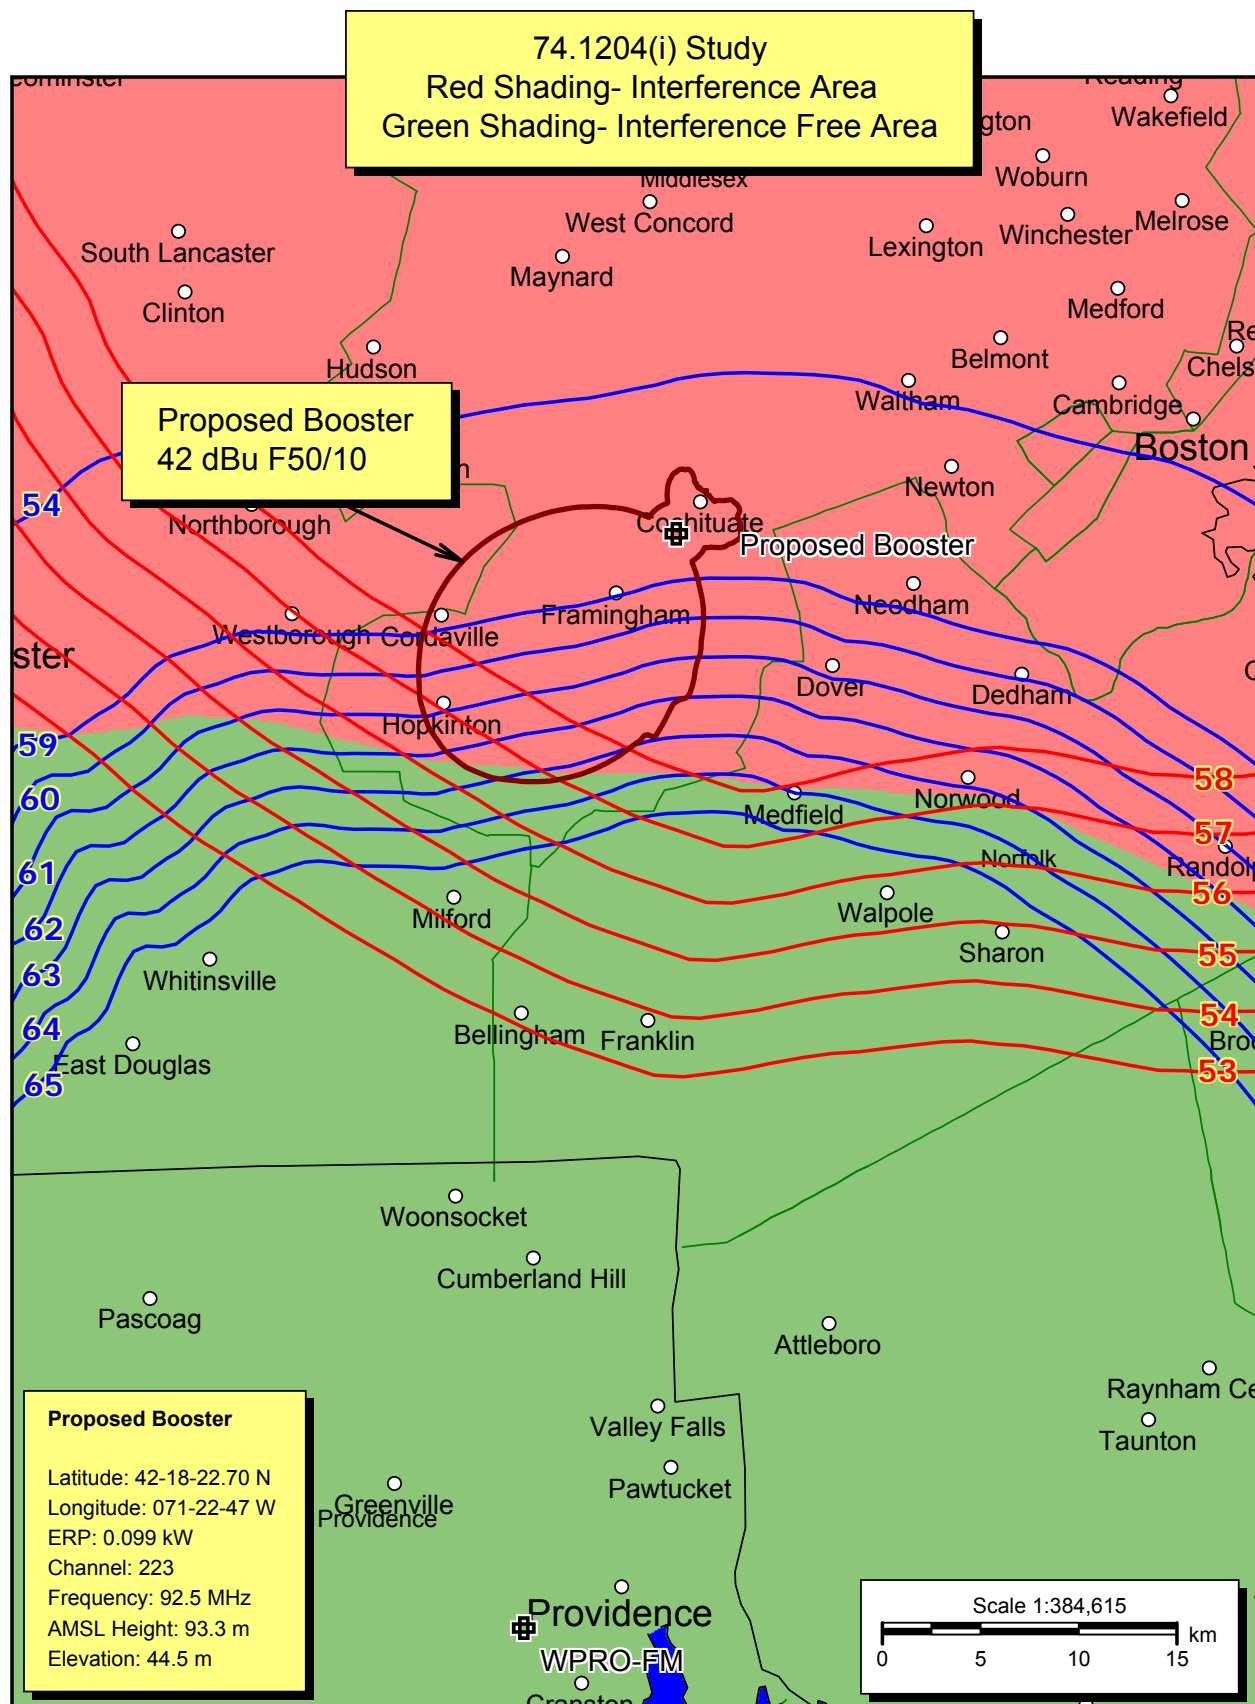 74.1204(i) Study
Red Shading- Interference Area
Green Shading- Interference Free Area
Reading
Wakefield
Woburn
Middlesex
West Concord
Winchester
Melrose
Lexington
South Lancaster
Maynard
Clinton
Medford
Belmont
Hudson
Waltham
Cambridge
Proposed Booster
42 dBu F50/10
Boston
Newton
54
Northborough
Cochituate
Proposed Booster
Framingham
Needham
Westborough
Cordaville
Dover
Dedham
Hopkinton
59
58
60
Medfield
Norwood
57
Norfolk
61
56
Milford
Walpole
62
Sharon
55
63
Whitinsville
54
64
Bellingham
Franklin
East Douglas
65
53
Woonsocket
Cumberland Hill
Pascoag
Attleboro
Raynham Ce
Proposed Booster
Valley Falls
Taunton
Latitude: 42-18-22.70 N
Longitude: 071-22-47 W
ERP: 0.099 kW
Channel: 223
Frequency: 92.5 MHz
AMSL Height: 93.3 m
Elevation: 44.5 m
Pawtucket
Greenville
Providence
Providence
WPRO-FM
Cranston
Scale 1:384,615
km
0 5 10 15